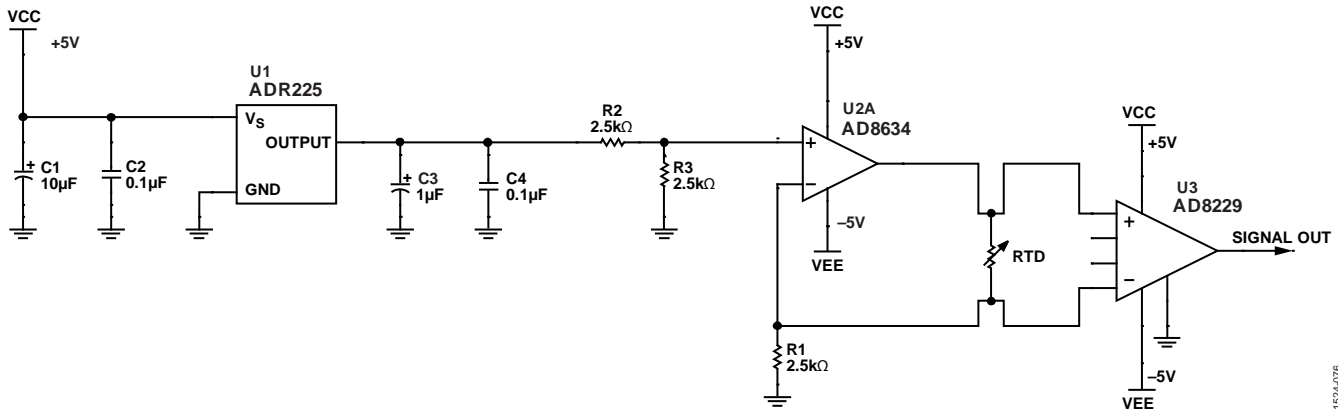 VCC
+5V
C1
10µF
+
C2
0.1µF
U1
ADR225
VS
OUTPUT
GND
+
C3
1µF
C4
0.1µF
R2
2.5kΩ
R3
2.5kΩ
VCC
+5V
U2A
AD8634
+
−
−5V
VEE
R1
2.5kΩ
RTD
VCC
+5V
U3
AD8229
+
−
SIGNAL OUT
−5V
VEE